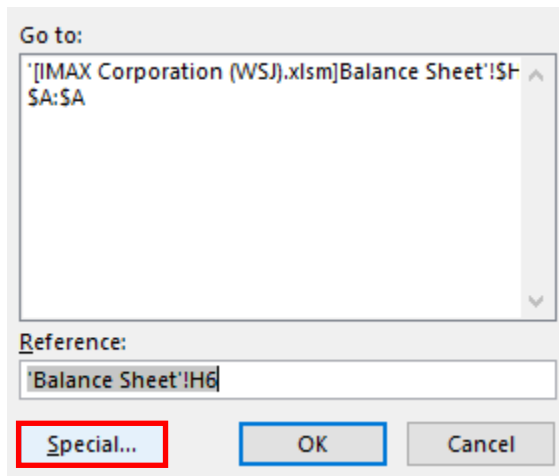 Go to:
'[IMAX Corporation (WSJ).xlsm]Balance Sheet'!$H
$A:$A
Reference:
'Balance Sheet'!H6
Special...
OK
Cancel